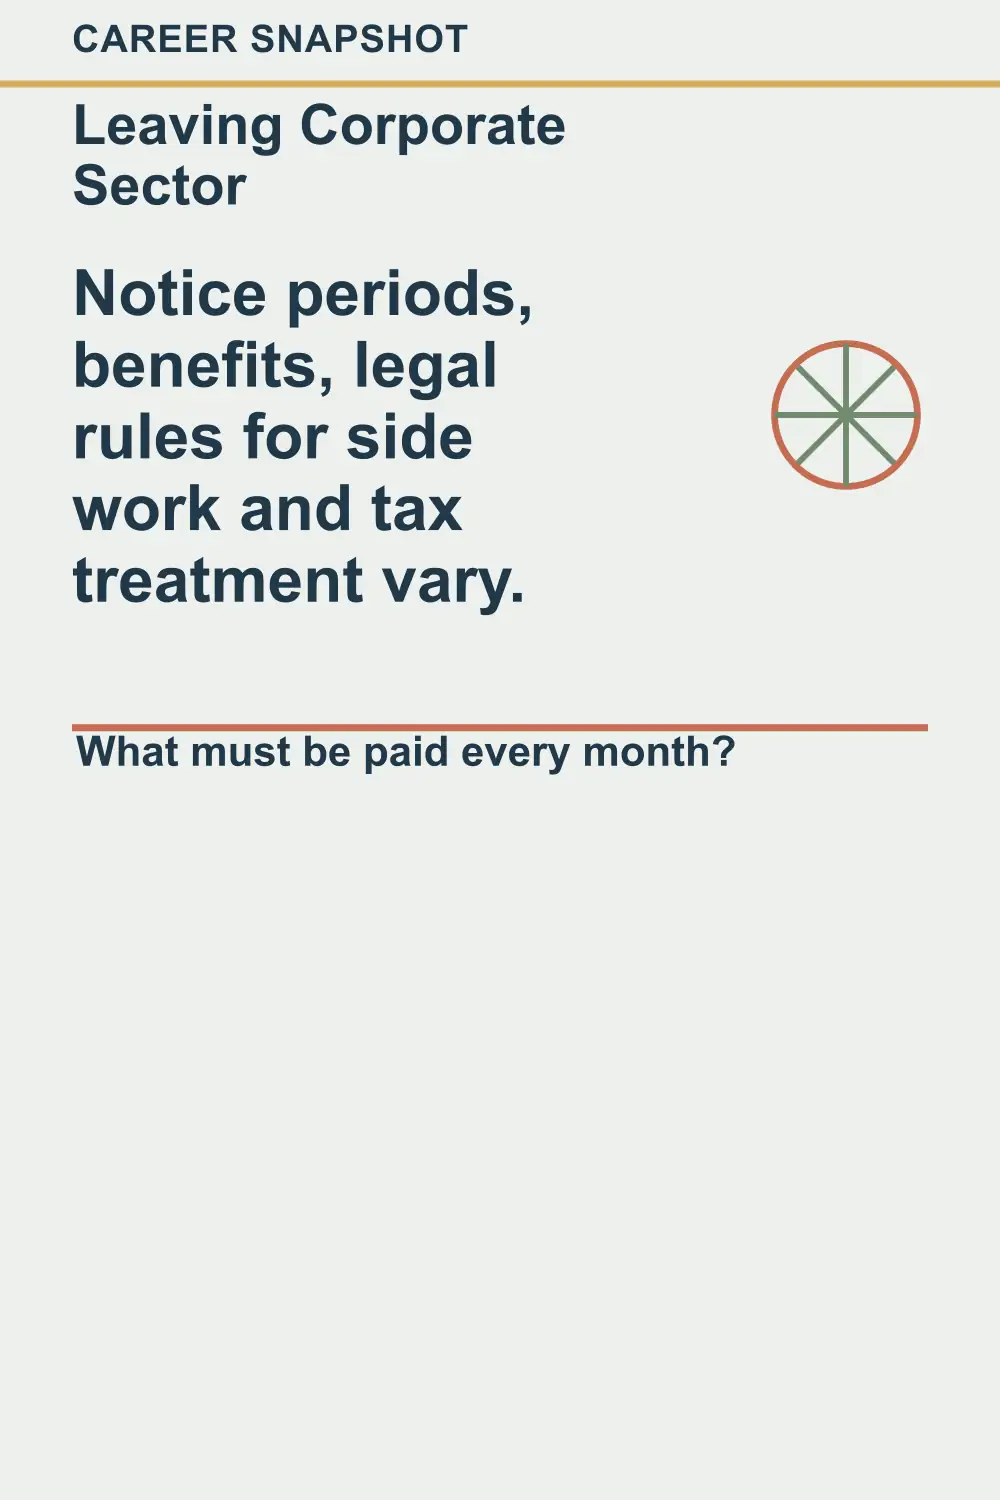 CAREER SNAPSHOT
Leaving Corporate
Sector
Notice periods,
benefits, legal
rules for side
work and tax
treatment vary.
What must be paid every month?